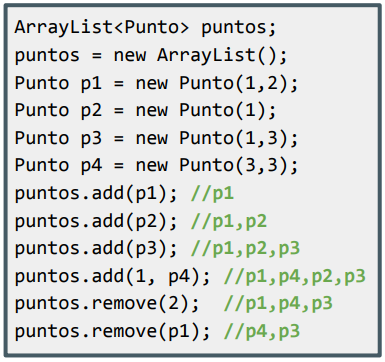 ArrayList<Punto> puntos;
puntos = new ArrayList();
Punto p1 = new Punto(1,2);
Punto p2 = new Punto(1);
Punto p3 = new Punto(1,3);
Punto p4 = new Punto(3,3);
puntos.add(p1); //p1
puntos.add(p2); //p1,p2
puntos.add(p3); //p1,p2,p3
puntos.add(1, p4); //p1,p4,p2,p3
puntos.remove(2);  //p1,p4,p3
puntos.remove(p1); //p4,p3